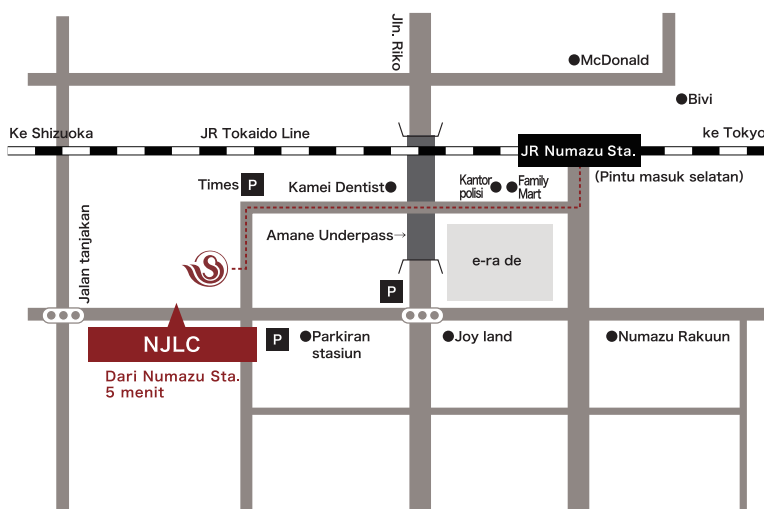 Jln. Riko
McDonald
Bivi
Ke Shizuoka
JR Tokaido Line
ke Tokyo
JR Numazu Sta.
(Pintu masuk selatan)
Times P
Kamei Dentist
Kantor
polisi
Family
Mart
Jalan tanjakan
Amane Underpass→
e-ra de
P
NJLC
P
Parkiran
stasiun
Joy land
Numazu Rakuun
Dari Numazu Sta.
5 menit